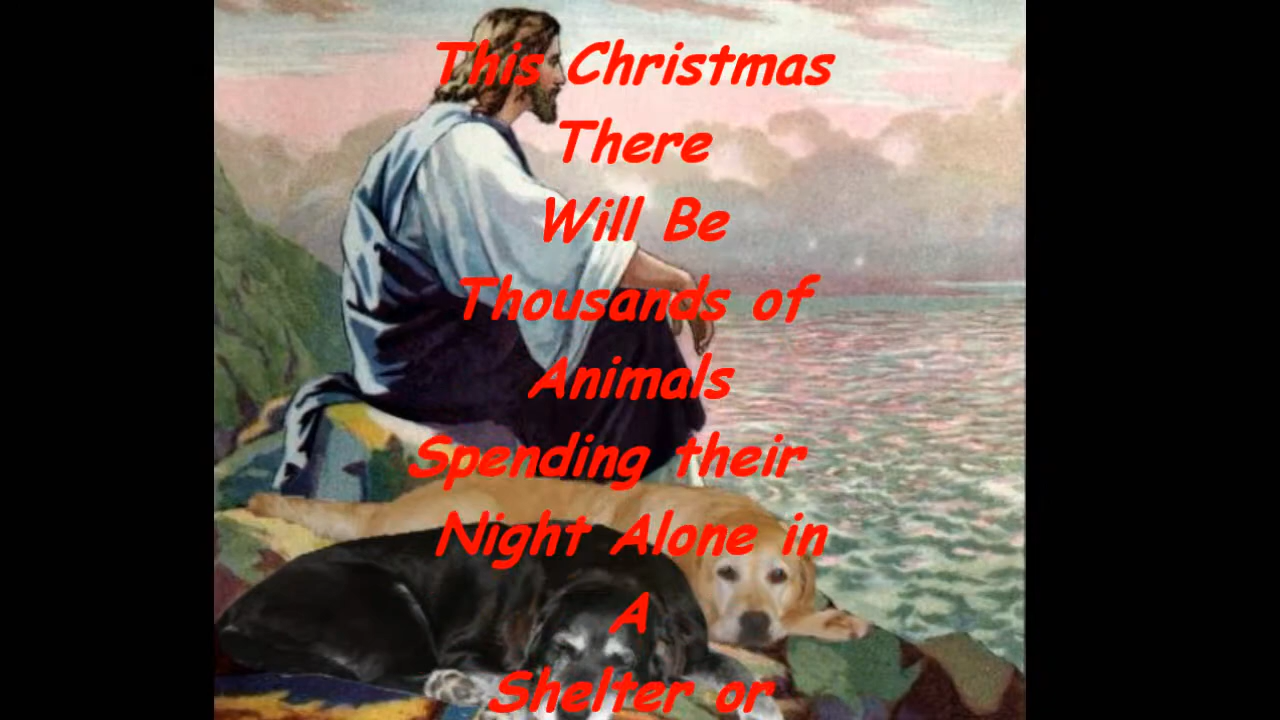 This Christmas
There
Will Be
Thousands of
Animals
Spending their
Night Alone in
A
Shelter or